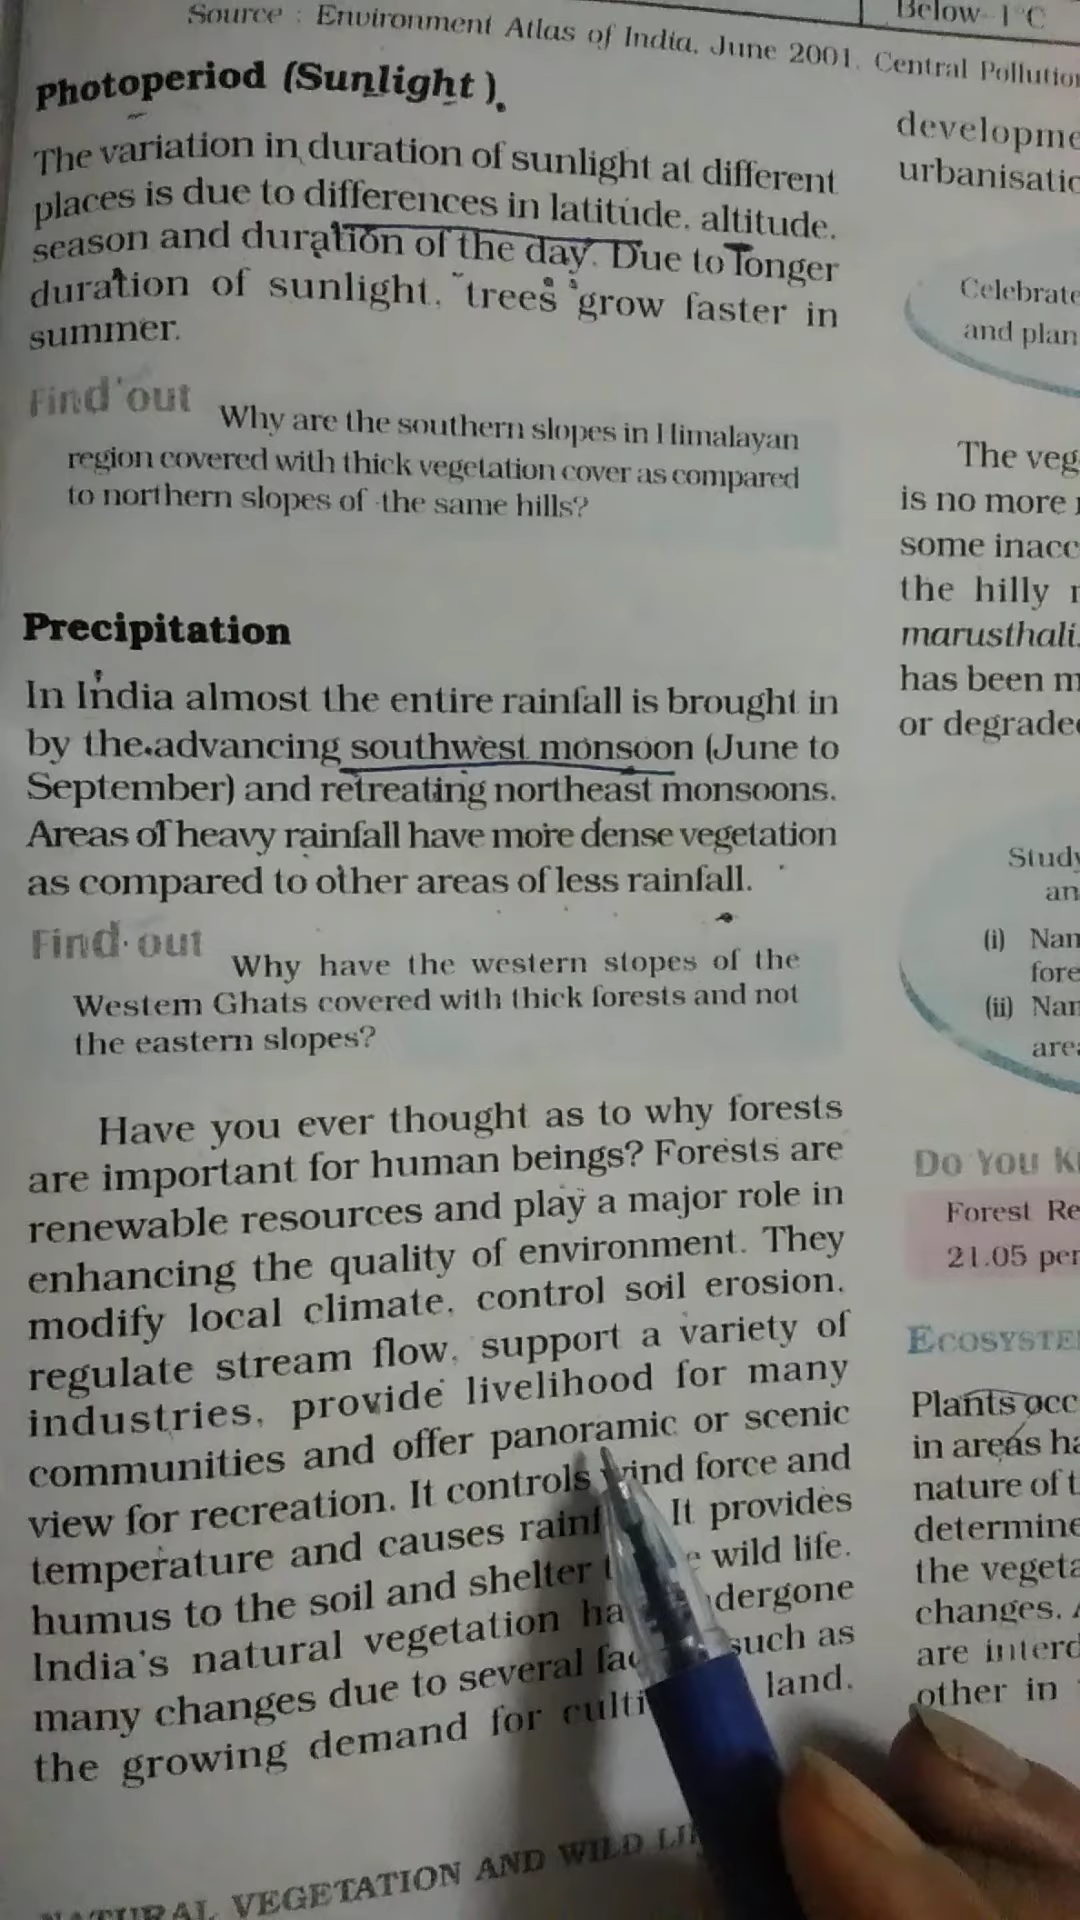 Below -1°C
Source : Environment Atlas of India, June 2001, Central Pollution
Photoperiod (Sunlight)
The variation in duration of sunlight at different
places is due to differences in latitude, altitude,
season and duration of the day. Due to longer
duration of sunlight, trees grow faster in
summer.
Find out
Why are the southern slopes in Himalayan
region covered with thick vegetation cover as compared
to northern slopes of the same hills?
Precipitation
In India almost the entire rainfall is brought in
by the advancing southwest monsoon (June to
September) and retreating northeast monsoons.
Areas of heavy rainfall have more dense vegetation
as compared to other areas of less rainfall.
Find out
Why have the western slopes of the
Western Ghats covered with thick forests and not
the eastern slopes?
Have you ever thought as to why forests
are important for human beings? Forests are
renewable resources and play a major role in
enhancing the quality of environment. They
modify local climate, control soil erosion,
regulate stream flow, support a variety of
industries, provide livelihood for many
communities and offer panoramic or scenic
view for recreation. It controls wind force and
temperature and causes rainf It provides
humus to the soil and shelter wild life.
India's natural vegetation ha dergone
many changes due to several fac such as
the growing demand for culti land.
NATURAL VEGETATION AND WILD LI
developme
urbanisatio
Celebrate
and plan
The veg
is no more
some inacc
the hilly
marusthali,
has been m
or degraded
Study
an
(i) Nam
fore
(ii) Nam
area
Do You K
Forest Re
21.05 per
ECOSYSTE
Plants occ
in areas ha
nature of t
determine
the vegeta
changes. A
are interd
other in